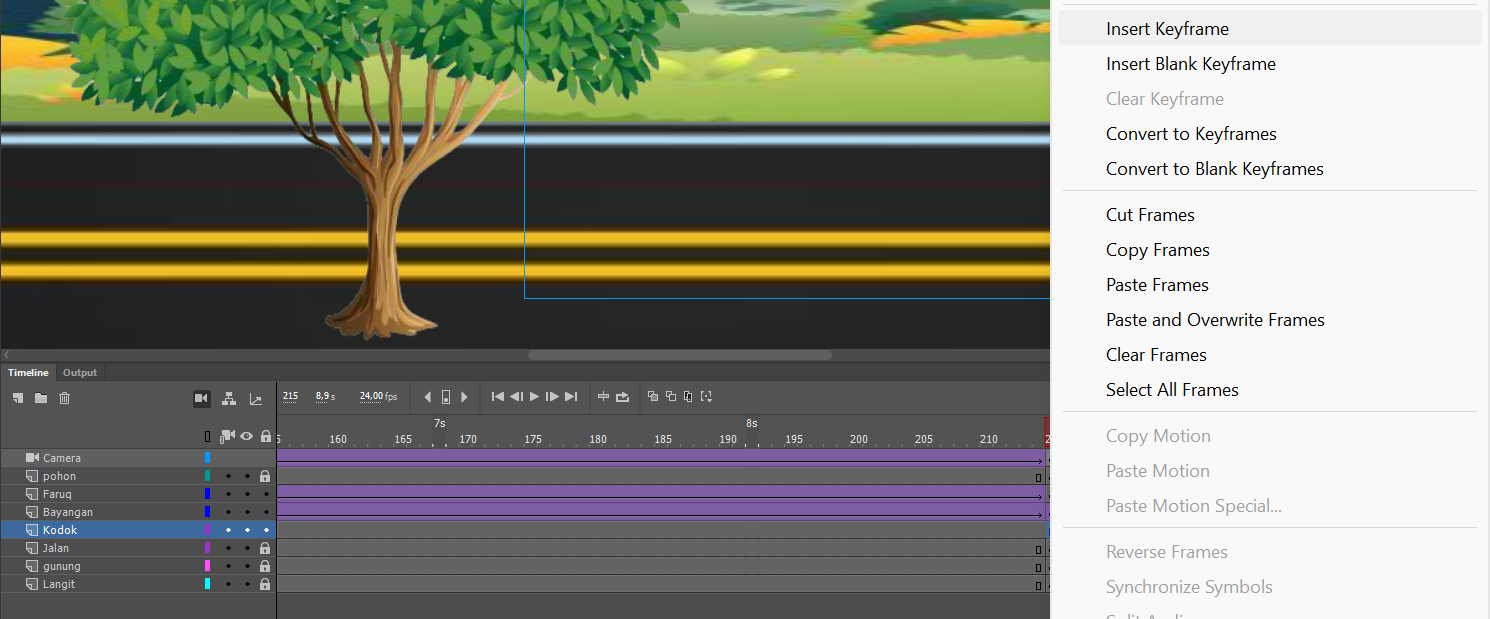 Insert Keyframe
Insert Blank Keyframe
Clear Keyframe
Convert to Keyframes
Convert to Blank Keyframes
Cut Frames
Copy Frames
Paste Frames
Paste and Overwrite Frames
Clear Frames
Select All Frames
Copy Motion
Paste Motion
Paste Motion Special...
Reverse Frames
Synchronize Symbols
Timeline Output
215 8,9 s 24,00 fps
7s 8s
160 165 170 175 180 185 190 195 200 205 210
Camera
pohon
Faruq
Bayangan
Kodok
Jalan
gunung
Langit